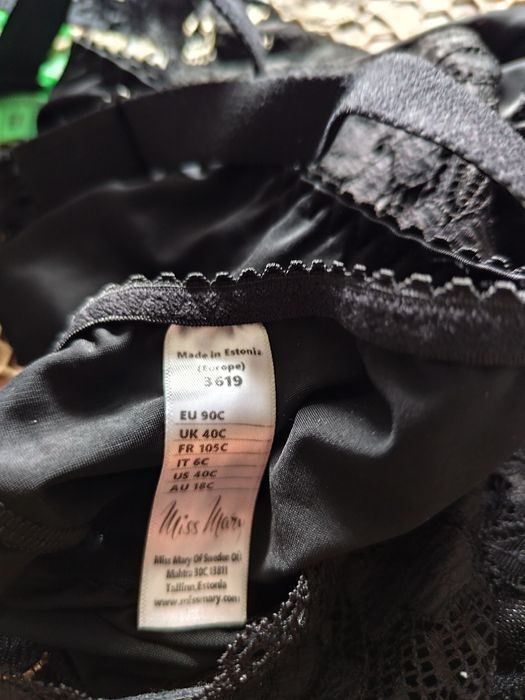 Made in Estonia
(Europe)
3619
EU 90C
UK 40C
FR 105C
IT 6C
US 40C
AU 18C
Miss Mary
Miss Mary Of Sweden OÜ
Mahtra 30C 13811
Tallinn, Estonia
www.missmary.com